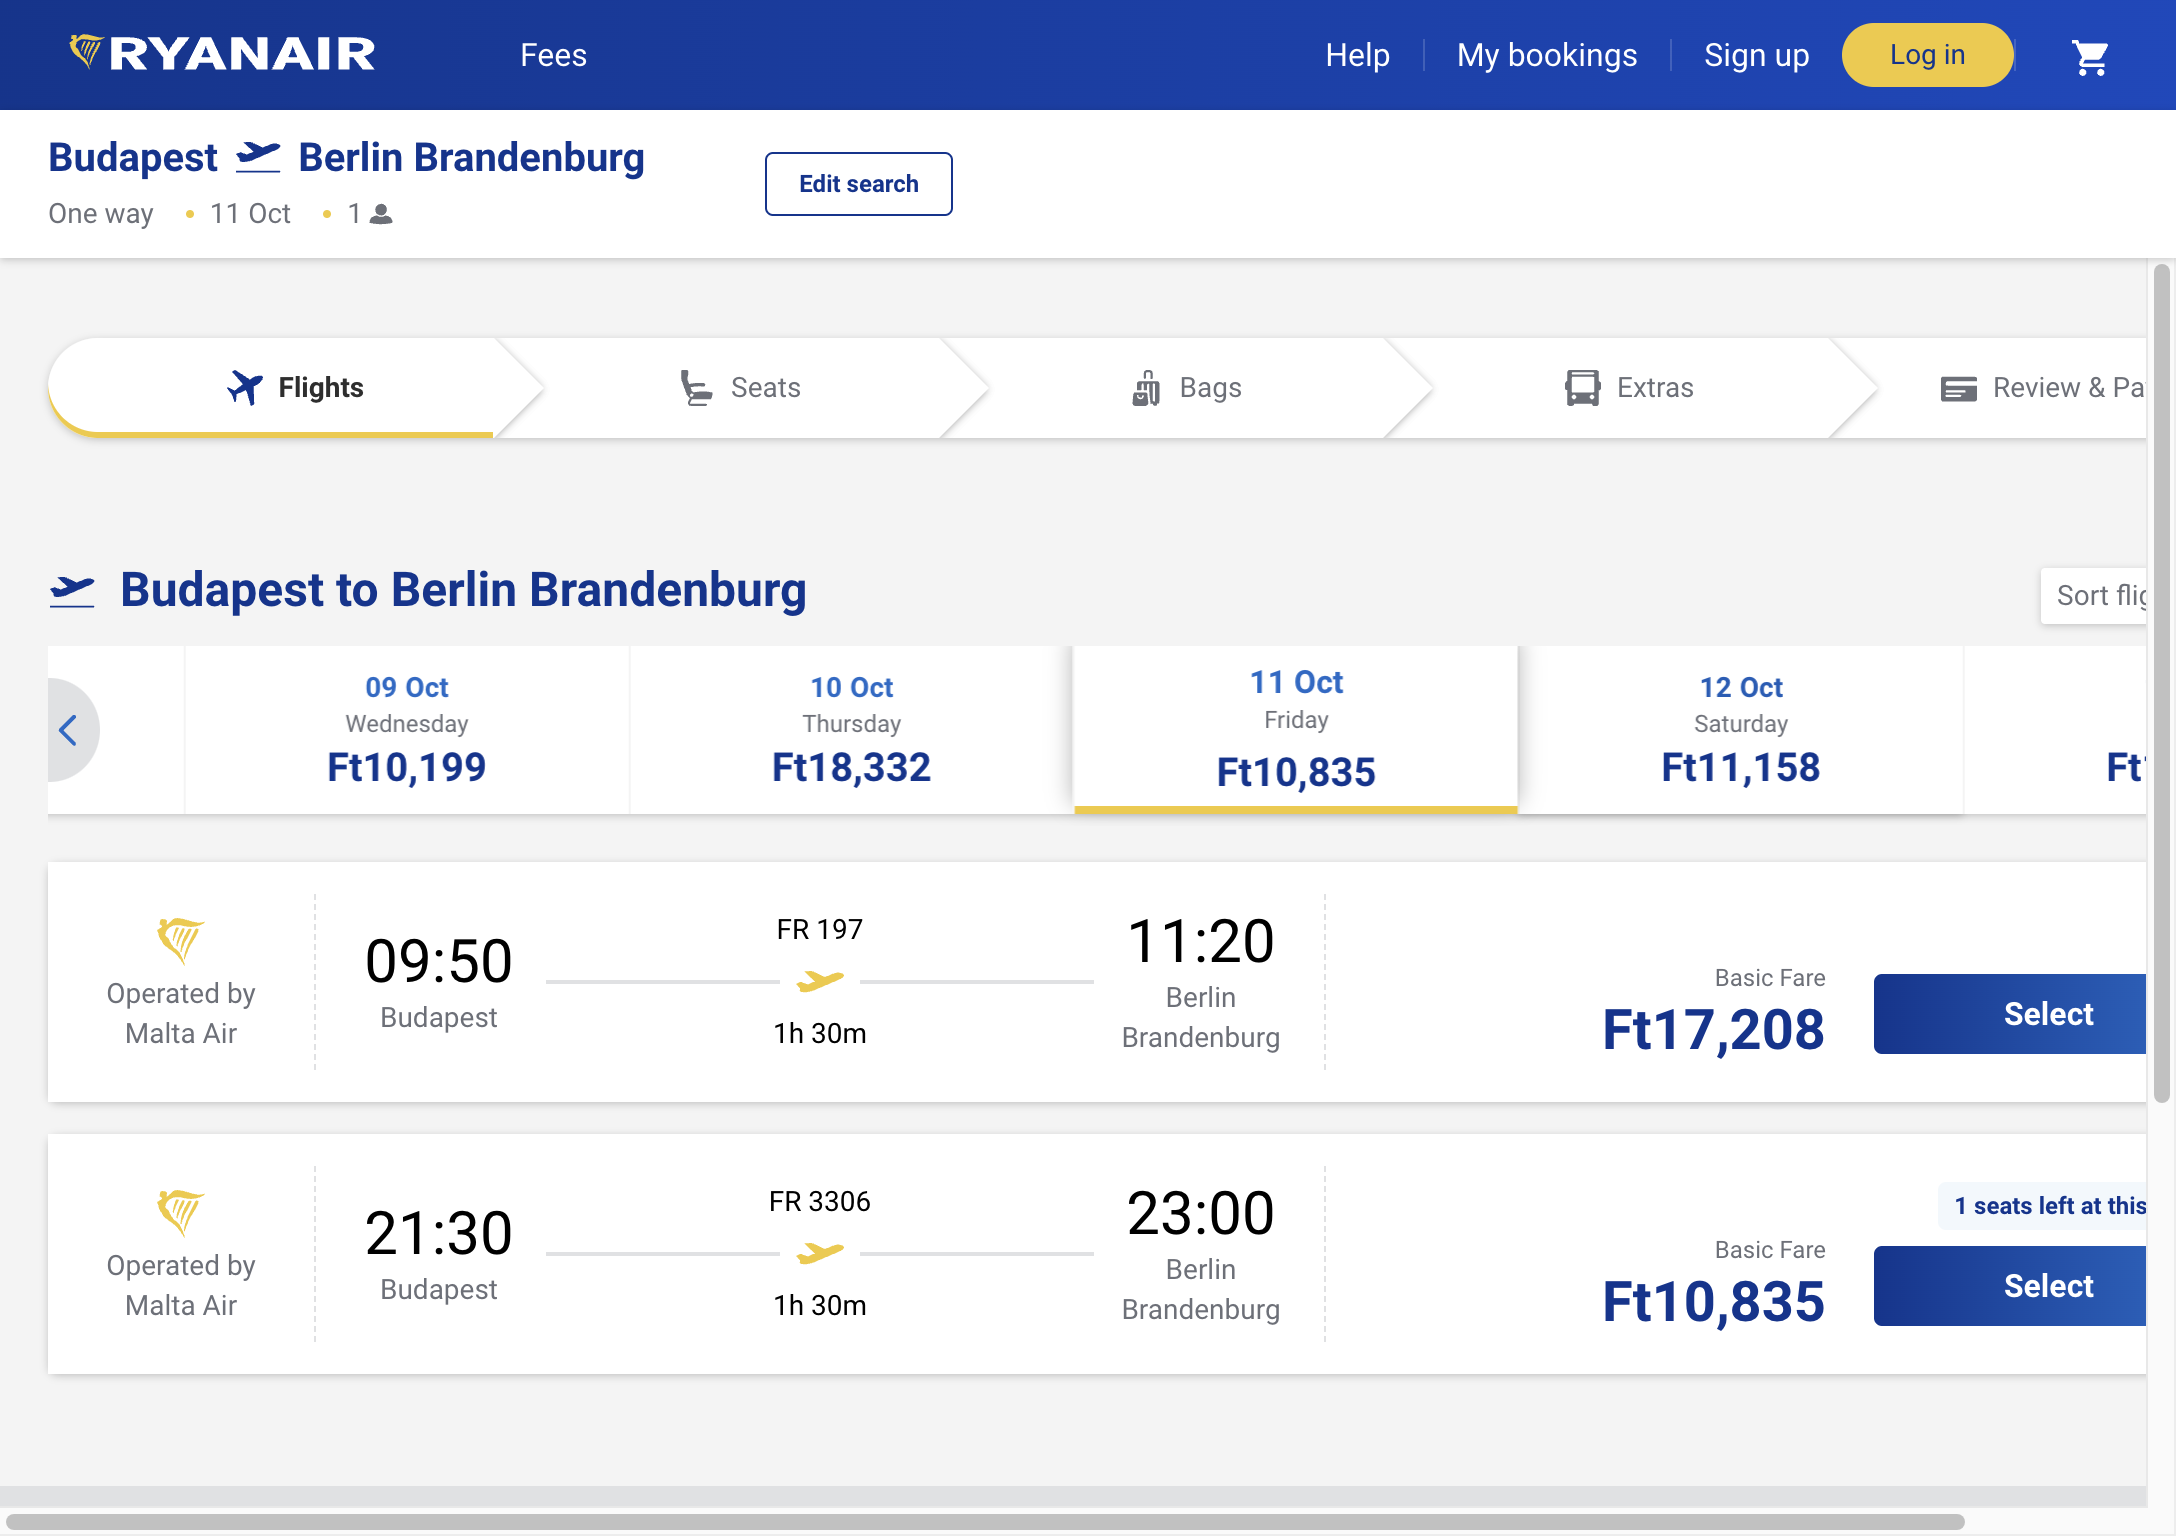 RYANAIR
Fees
Help
My bookings
Sign up
Log in
Budapest Berlin Brandenburg
One way • 11 Oct • 1
Edit search
Flights
Seats
Bags
Extras
Review & Pa
Budapest to Berlin Brandenburg
Sort flig
09 Oct
Wednesday
Ft10,199
10 Oct
Thursday
Ft18,332
11 Oct
Friday
Ft10,835
12 Oct
Saturday
Ft11,158
Ft
Operated by
Malta Air
09:50
Budapest
FR 197
1h 30m
11:20
Berlin
Brandenburg
Basic Fare
Ft17,208
Select
Operated by
Malta Air
21:30
Budapest
FR 3306
1h 30m
23:00
Berlin
Brandenburg
1 seats left at this
Basic Fare
Ft10,835
Select